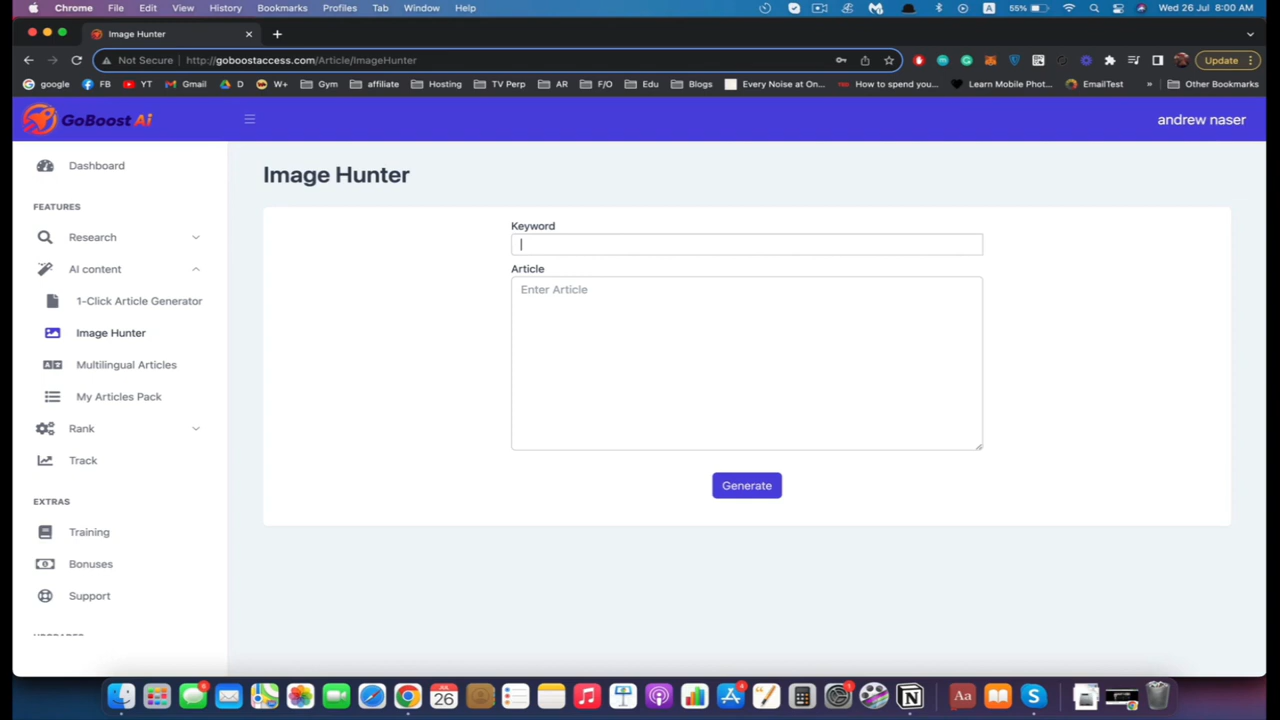 Chrome File Edit View History Bookmarks Profiles Tab Window Help A 55% Wed 26 Jul 8:00 AM
Image Hunter
Not Secure http://goboostaccess.com/Article/ImageHunter Update
google FB YT Gmail D W+ Gym affiliate Hosting TV Perp AR F/O Edu Blogs Every Noise at On... How to spend you... Learn Mobile Phot... EmailTest » Other Bookmarks
GoBoost Ai andrew naser
Dashboard
FEATURES
Research
AI content
1-Click Article Generator
Image Hunter
Multilingual Articles
My Articles Pack
Rank
Track
EXTRAS
Training
Bonuses
Support
Image Hunter
Keyword
Article
Enter Article
Generate
JUL
26
Aa